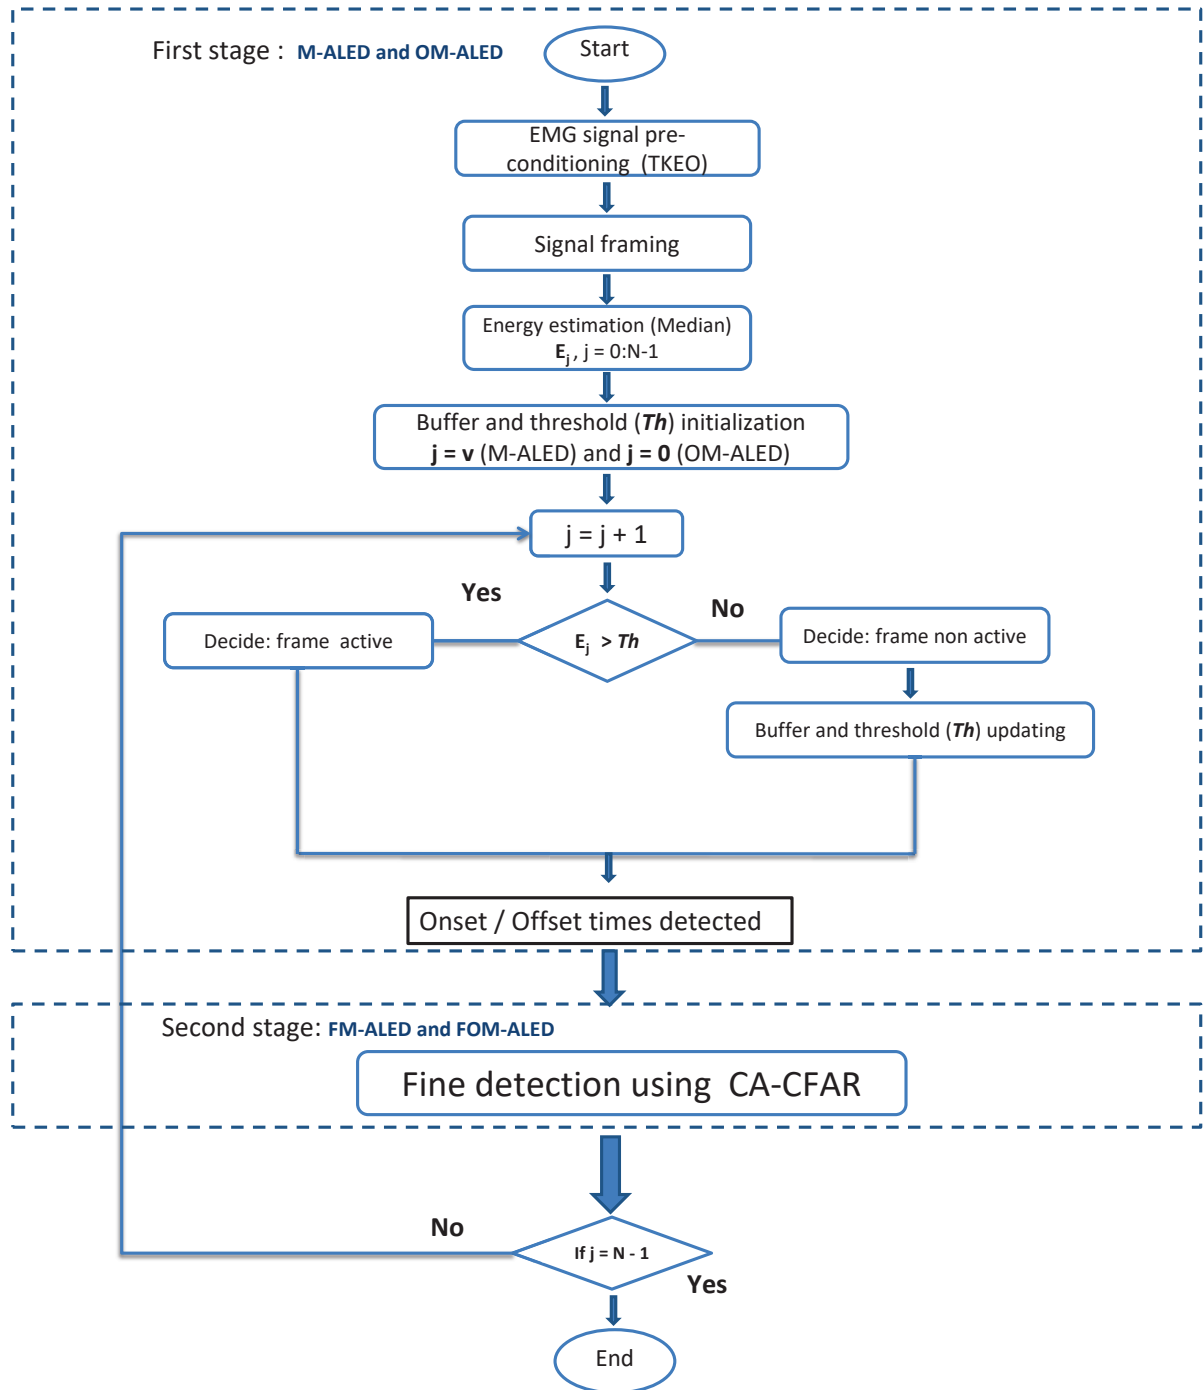 First stage : M-ALED and OM-ALED
Start
EMG signal pre-
conditioning (TKEO)
Signal framing
Energy estimation (Median)
Ej , j = 0:N-1
Buffer and threshold (Th) initialization
j = v (M-ALED) and j = 0 (OM-ALED)
j = j + 1
Yes
No
Decide: frame active
Ej > Th
Decide: frame non active
Buffer and threshold (Th) updating
Onset / Offset times detected
Second stage: FM-ALED and FOM-ALED
Fine detection using CA-CFAR
No
If j = N - 1
Yes
End